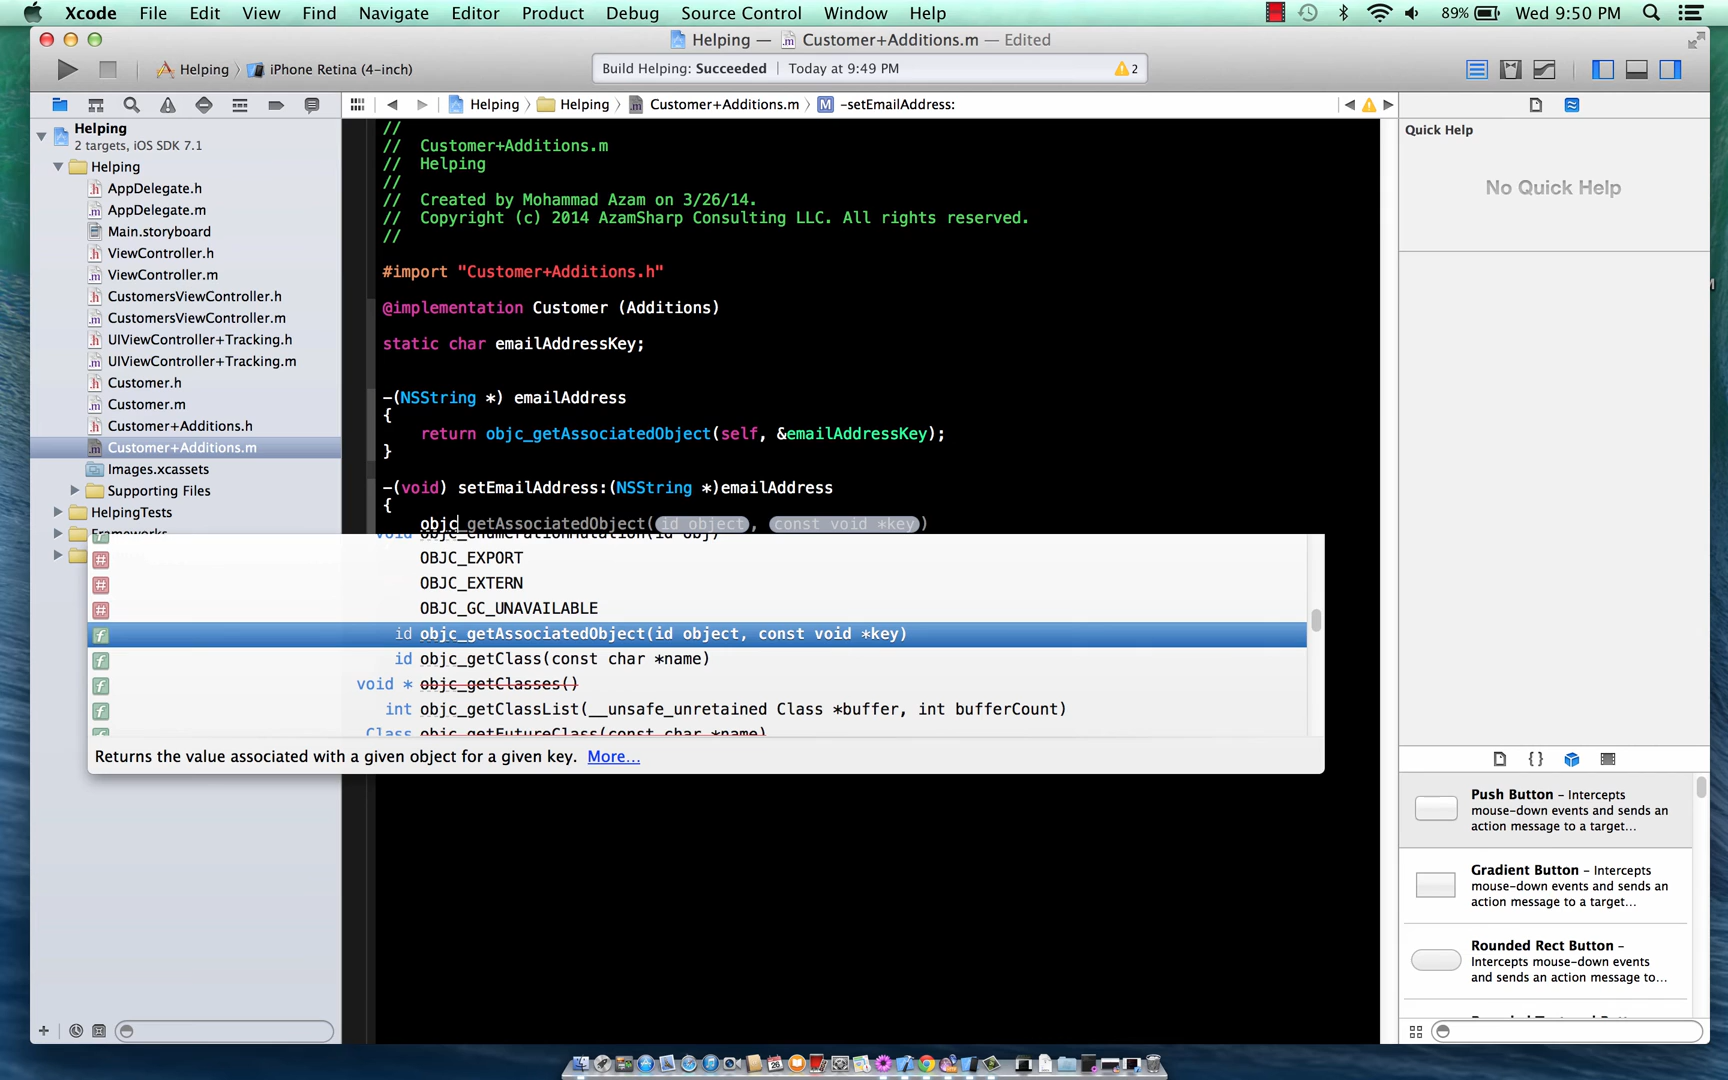 Xcode File Edit View Find Navigate Editor Product Debug Source Control Window Help 89% Wed 9:50 PM
Helping — Customer+Additions.m — Edited
Helping iPhone Retina (4-inch) Build Helping: Succeeded Today at 9:49 PM 2
Helping Helping Customer+Additions.m M -setEmailAddress:
Helping
2 targets, iOS SDK 7.1
Helping
AppDelegate.h
AppDelegate.m
Main.storyboard
ViewController.h
ViewController.m
CustomersViewController.h
CustomersViewController.m
UIViewController+Tracking.h
UIViewController+Tracking.m
Customer.h
Customer.m
Customer+Additions.h
Customer+Additions.m
Images.xcassets
Supporting Files
HelpingTests
Frameworks
//
// Customer+Additions.m
// Helping
//
// Created by Mohammad Azam on 3/26/14.
// Copyright (c) 2014 AzamSharp Consulting LLC. All rights reserved.
//
#import "Customer+Additions.h"
@implementation Customer (Additions)
static char emailAddressKey;
-(NSString *) emailAddress
{
return objc_getAssociatedObject(self, &emailAddressKey);
}
-(void) setEmailAddress:(NSString *)emailAddress
{
objc_getAssociatedObject(id object, const void *key)
void objc_enumerationMutation(id obj)
OBJC_EXPORT
OBJC_EXTERN
OBJC_GC_UNAVAILABLE
id objc_getAssociatedObject(id object, const void *key)
id objc_getClass(const char *name)
void * objc_getClasses()
int objc_getClassList(__unsafe_unretained Class *buffer, int bufferCount)
Class objc_getFutureClass(const char *name)
Returns the value associated with a given object for a given key. More...
Quick Help
No Quick Help
Push Button – Intercepts
mouse-down events and sends an
action message to a target...
Gradient Button – Intercepts
mouse-down events and sends an
action message to a target...
Rounded Rect Button –
Intercepts mouse-down events
and sends an action message to...